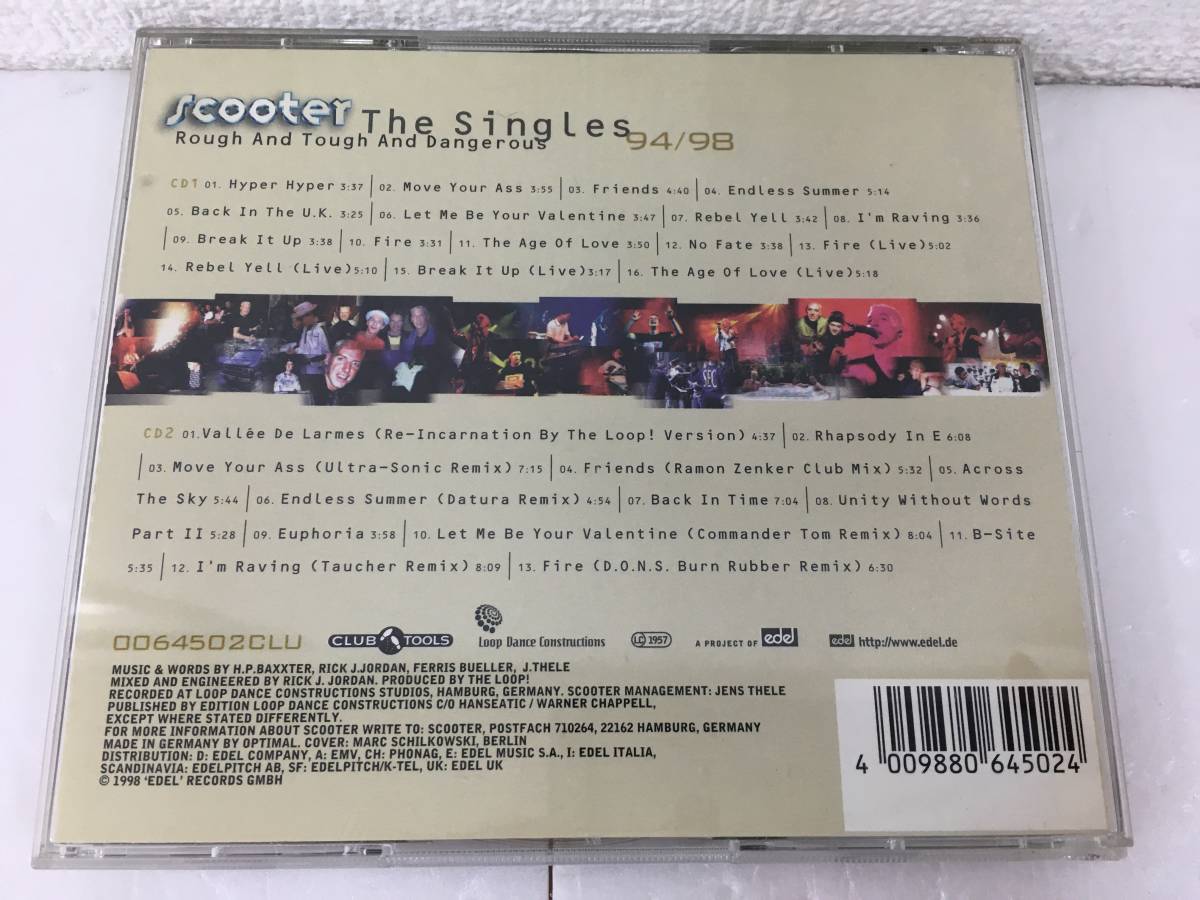 scooter The Singles 94/98
Rough And Tough And Dangerous
CD1 01. Hyper Hyper 3:37 02. Move Your Ass 3:55 03. Friends 4:40 04. Endless Summer 5:14
05. Back In The U.K. 3:25 06. Let Me Be Your Valentine 3:47 07. Rebel Yell 3:42 08. I'm Raving 3:36
09. Break It Up 3:38 10. Fire 3:31 11. The Age Of Love 3:50 12. No Fate 3:38 13. Fire (Live) 5:02
14. Rebel Yell (Live) 5:10 15. Break It Up (Live) 3:17 16. The Age Of Love (Live) 5:18
SEC
CD2 01. Vallée De Larmes (Re-Incarnation By The Loop! Version) 4:37 02. Rhapsody In E 6:08
03. Move Your Ass (Ultra-Sonic Remix) 7:15 04. Friends (Ramon Zenker Club Mix) 5:32 05. Across
The Sky 5:44 06. Endless Summer (Datura Remix) 4:54 07. Back In Time 7:04 08. Unity Without Words
Part II 5:28 09. Euphoria 3:58 10. Let Me Be Your Valentine (Commander Tom Remix) 8:04 11. B-Site
5:35 12. I'm Raving (Taucher Remix) 8:09 13. Fire (D.O.N.S. Burn Rubber Remix) 6:30
0064502CLU CLUB TOOLS Loop Dance Constructions LC 1957 A PROJECT OF edel edel http://www.edel.de
MUSIC & WORDS BY H.P.BAXXTER, RICK J.JORDAN, FERRIS BUELLER, J.THELE
MIXED AND ENGINEERED BY RICK J. JORDAN. PRODUCED BY THE LOOP!
RECORDED AT LOOP DANCE CONSTRUCTIONS STUDIOS, HAMBURG, GERMANY. SCOOTER MANAGEMENT: JENS THELE
PUBLISHED BY EDITION LOOP DANCE CONSTRUCTIONS C/O HANSEATIC / WARNER CHAPPELL,
EXCEPT WHERE STATED DIFFERENTLY.
FOR MORE INFORMATION ABOUT SCOOTER WRITE TO: SCOOTER, POSTFACH 710264, 22162 HAMBURG, GERMANY
MADE IN GERMANY BY OPTIMAL. COVER: MARC SCHILKOWSKI, BERLIN
DISTRIBUTION: D: EDEL COMPANY, A: EMV, CH: PHONAG, E: EDEL MUSIC S.A., I: EDEL ITALIA,
SCANDINAVIA: EDELPITCH AB, SF: EDELPITCH/K-TEL, UK: EDEL UK
© 1998 'EDEL' RECORDS GMBH
4 009880 645024